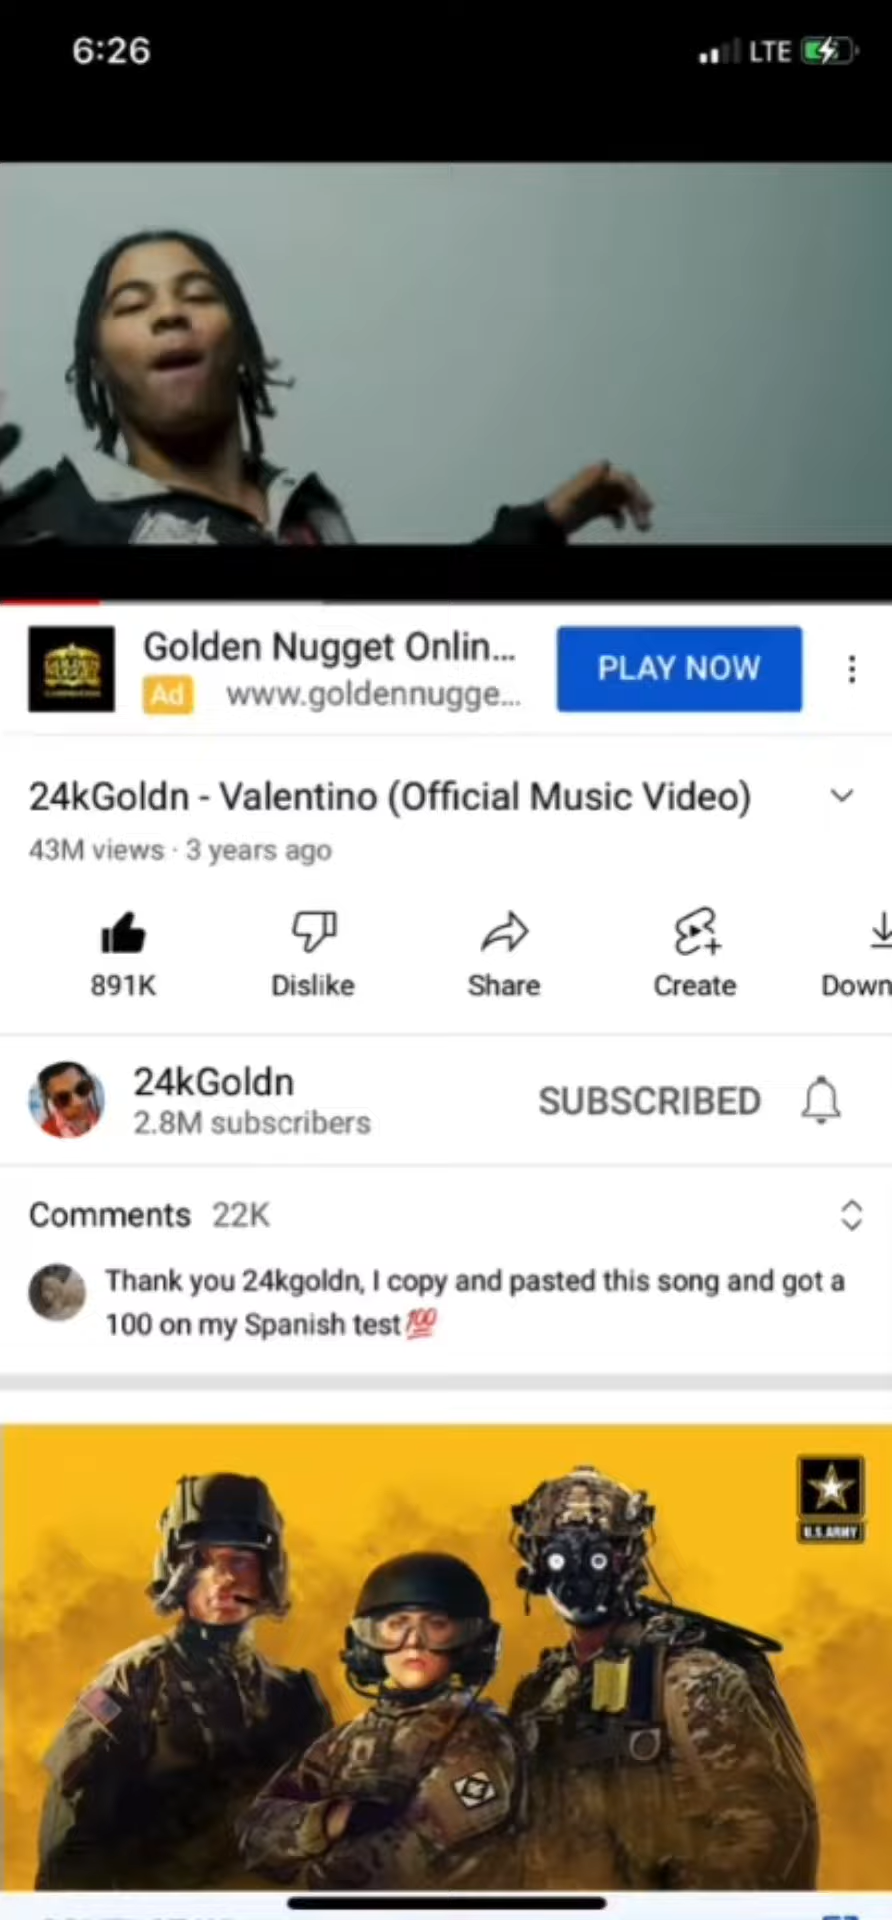 6:26
LTE
Golden Nugget Onlin...
PLAY NOW
Ad www.goldennugge...
24kGoldn - Valentino (Official Music Video)
43M views · 3 years ago
891K
Dislike
Share
Create
Down
24kGoldn
2.8M subscribers
SUBSCRIBED
Comments 22K
Thank you 24kgoldn, I copy and pasted this song and got a
100 on my Spanish test💯
U.S.ARMY